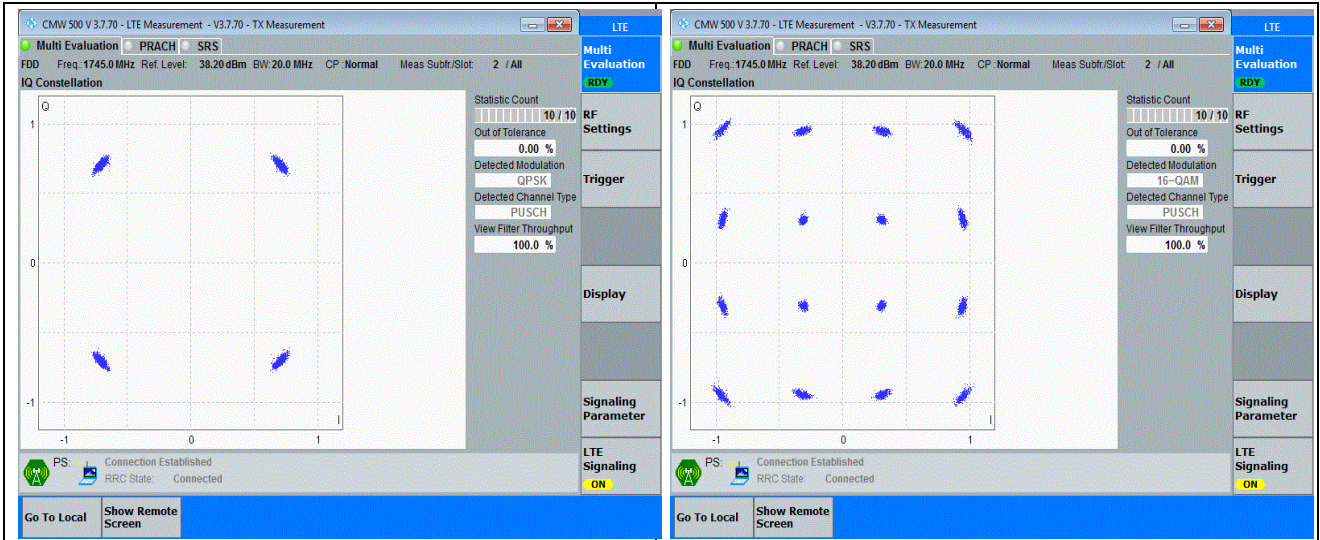 CMW 500 V 3.7.70 - LTE Measurement - V3.7.70 - TX Measurement
LTE
Multi Evaluation PRACH SRS
Multi
Evaluation
RDY
FDD Freq.:1745.0 MHz Ref. Level: 38.20 dBm BW:20.0 MHz CP :Normal Meas Subfr./Slot: 2 / All
IQ Constellation
Q
1
0
-1
-1
0
1
I
Statistic Count
10 / 10
Out of Tolerance
0.00 %
Detected Modulation
QPSK
Detected Channel Type
PUSCH
View Filter Throughput
100.0 %
RF
Settings
Trigger
Display
Signaling
Parameter
LTE
Signaling
ON
PS: Connection Established
RRC State: Connected
Go To Local
Show Remote
Screen
CMW 500 V 3.7.70 - LTE Measurement - V3.7.70 - TX Measurement
LTE
Multi Evaluation PRACH SRS
Multi
Evaluation
RDY
FDD Freq.:1745.0 MHz Ref. Level: 38.20 dBm BW:20.0 MHz CP :Normal Meas Subfr./Slot: 2 / All
IQ Constellation
Q
1
0
-1
-1
0
1
I
Statistic Count
10 / 10
Out of Tolerance
0.00 %
Detected Modulation
16-QAM
Detected Channel Type
PUSCH
View Filter Throughput
100.0 %
RF
Settings
Trigger
Display
Signaling
Parameter
LTE
Signaling
ON
PS: Connection Established
RRC State: Connected
Go To Local
Show Remote
Screen